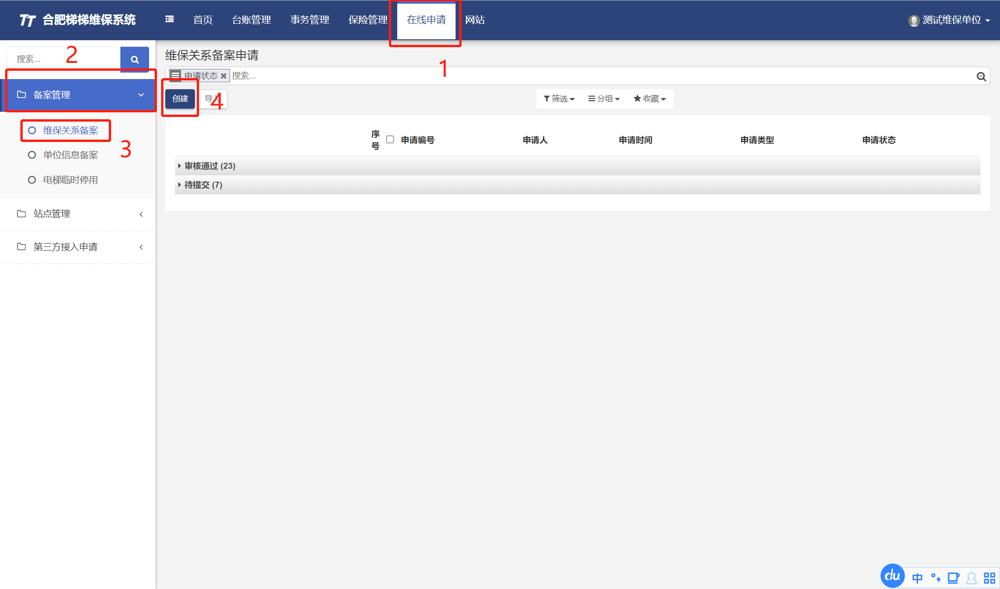 TT 合肥梯梯维保系统
首页 台账管理 事务管理 保险管理 在线申请 网站
测试维保单位
搜索...
2
备案管理
维保关系备案
3
单位信息备案
电梯临时停用
站点管理
第三方接入申请
维保关系备案申请
1
申请状态 搜索...
创建
4
筛选 分组 收藏
序号 申请编号 申请人 申请时间 申请类型 申请状态
审核通过 (23)
待提交 (7)
du 中